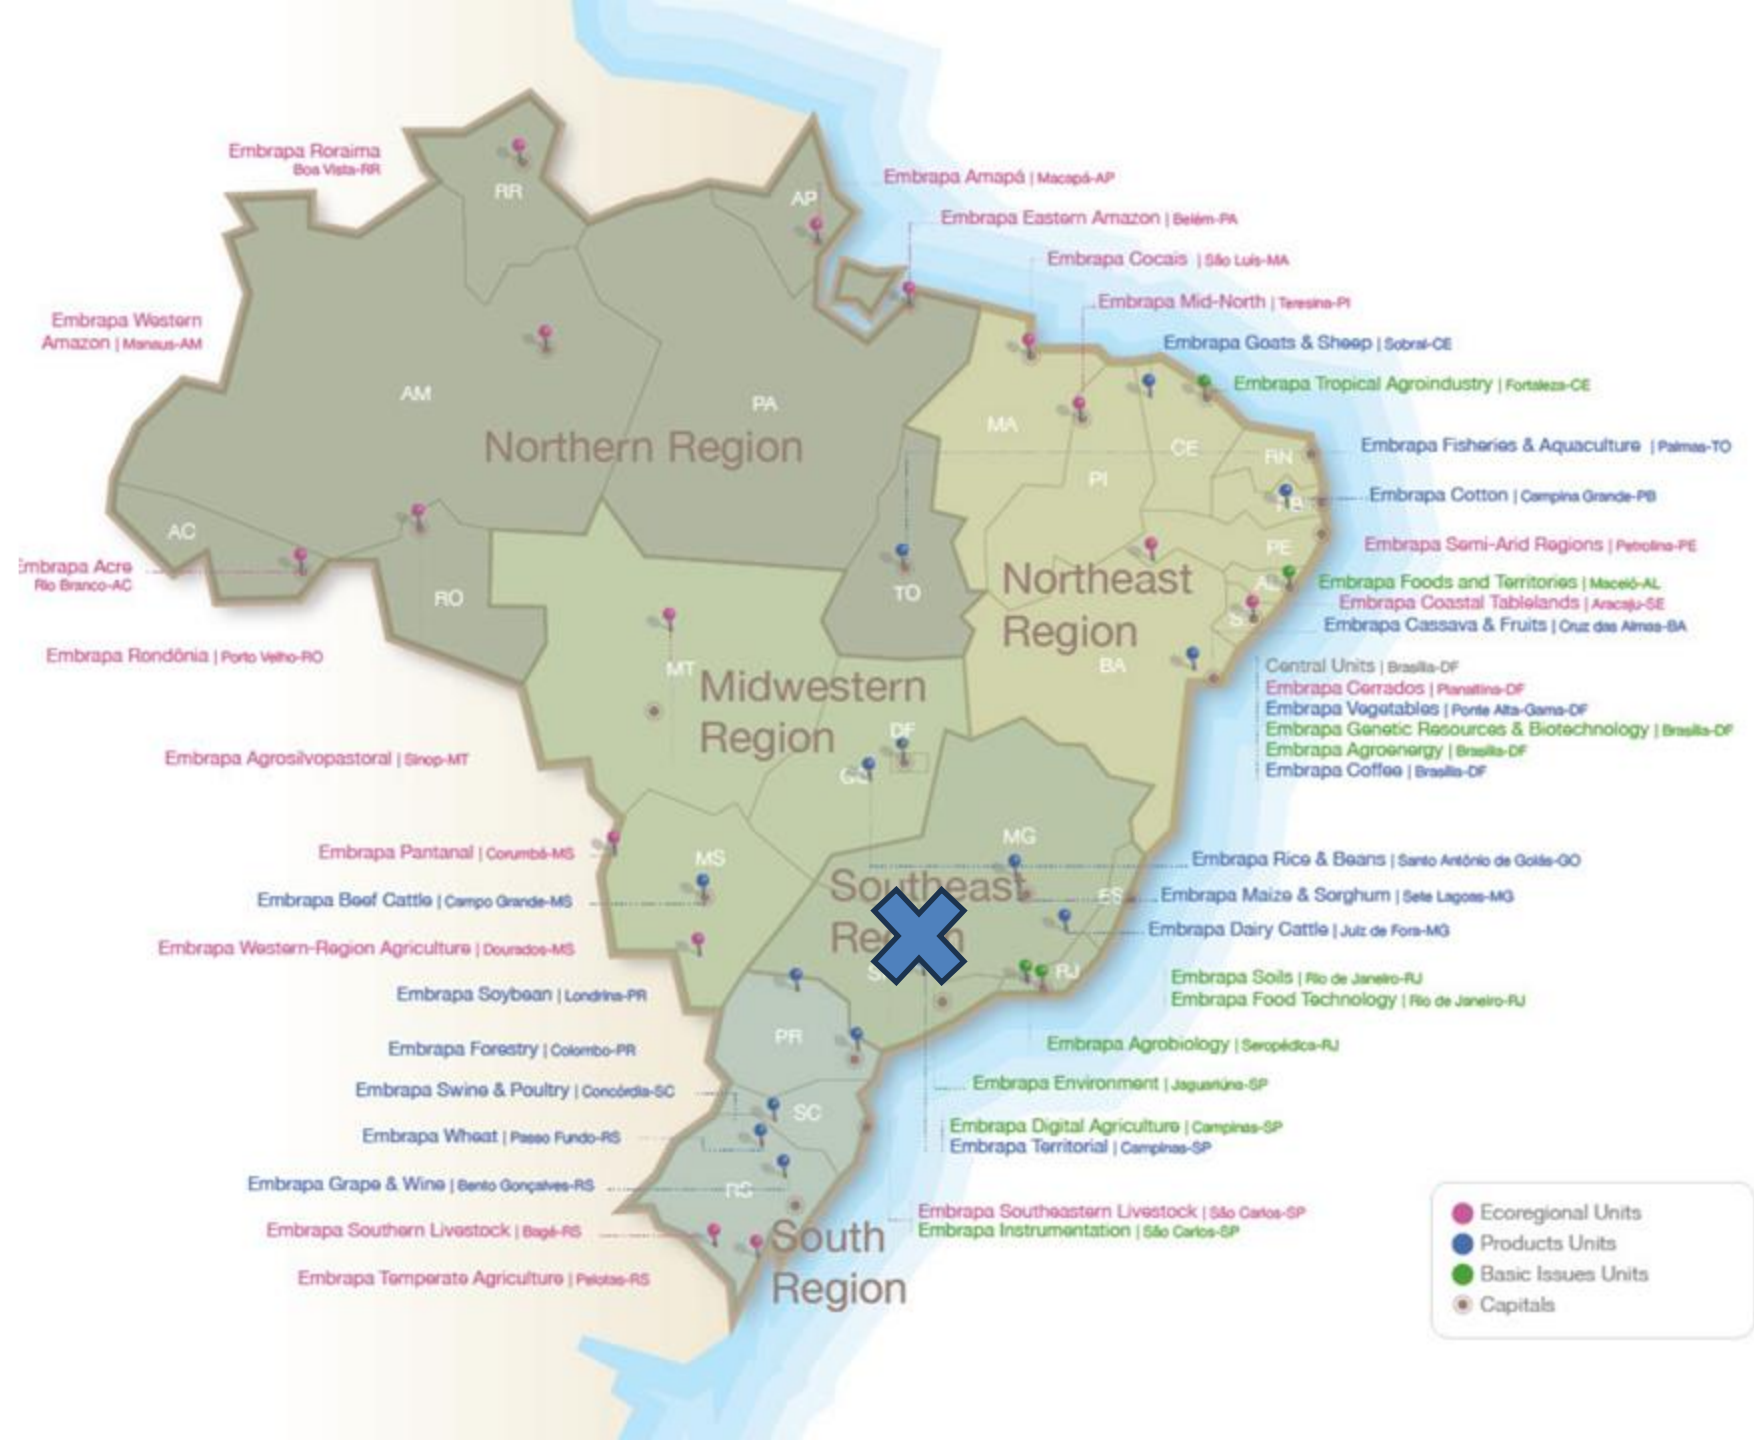 Embrapa Roraima
Boa Vista-RR
Embrapa Amapá | Macapá-AP
Embrapa Eastern Amazon | Belém-PA
Embrapa Cocais | São Luís-MA
Embrapa Mid-North | Teresina-PI
Embrapa Western
Amazon | Manaus-AM
Embrapa Goats & Sheep | Sobral-CE
Embrapa Tropical Agroindustry | Fortaleza-CE
Embrapa Fisheries & Aquaculture | Palmas-TO
Embrapa Cotton | Campina Grande-PB
Embrapa Semi-Arid Regions | Petrolina-PE
Embrapa Acre
Rio Branco-AC
Embrapa Foods and Territories | Maceió-AL
Embrapa Coastal Tablelands | Aracaju-SE
Embrapa Cassava & Fruits | Cruz das Almas-BA
Embrapa Rondônia | Porto Velho-RO
Central Units | Brasília-DF
Embrapa Cerrados | Planaltina-DF
Embrapa Vegetables | Ponte Alta-Gama-DF
Embrapa Genetic Resources & Biotechnology | Brasília-DF
Embrapa Agroenergy | Brasília-DF
Embrapa Coffee | Brasília-DF
Embrapa Agrosilvopastoral | Sinop-MT
Embrapa Pantanal | Corumbá-MS
Embrapa Rice & Beans | Santo Antônio de Goiás-GO
Embrapa Beef Cattle | Campo Grande-MS
Embrapa Maize & Sorghum | Sete Lagoas-MG
Embrapa Dairy Cattle | Juiz de Fora-MG
Embrapa Western-Region Agriculture | Dourados-MS
Embrapa Soils | Rio de Janeiro-RJ
Embrapa Food Technology | Rio de Janeiro-RJ
Embrapa Soybean | Londrina-PR
Embrapa Forestry | Colombo-PR
Embrapa Agrobiology | Seropédica-RJ
Embrapa Swine & Poultry | Concórdia-SC
Embrapa Environment | Jaguariúna-SP
Embrapa Wheat | Passo Fundo-RS
Embrapa Digital Agriculture | Campinas-SP
Embrapa Territorial | Campinas-SP
Embrapa Grape & Wine | Bento Gonçalves-RS
Embrapa Southern Livestock | Bagé-RS
Embrapa Southeastern Livestock | São Carlos-SP
Embrapa Instrumentation | São Carlos-SP
Embrapa Temperate Agriculture | Pelotas-RS
RR
AP
AM
PA
Northern Region
AC
RO
TO
MA
PI
CE
RN
PB
PE
AL
BA
Northeast
Region
MT
Midwestern
Region
DF
GO
MS
MG
ES
Southeast
RJ
PR
SC
RS
South
Region
Ecoregional Units
Products Units
Basic Issues Units
Capitals